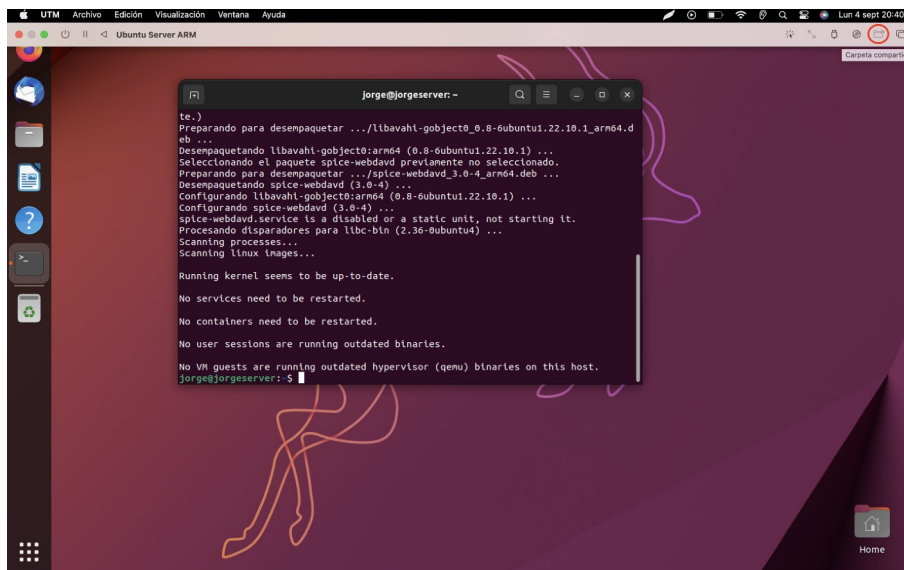 UTM Archivo Edición Visualización Ventana Ayuda
Lun 4 sept 20:40
Ubuntu Server ARM
Carpeta comparti
jorge@jorgeserver: ~
te.)
Preparando para desempaquetar .../libavahi-gobject0_0.8-6ubuntu1.22.10.1_arm64.d
eb ...
Desempaquetando libavahi-gobject0:arm64 (0.8-6ubuntu1.22.10.1) ...
Seleccionando el paquete spice-webdavd previamente no seleccionado.
Preparando para desempaquetar .../spice-webdavd_3.0-4_arm64.deb ...
Desempaquetando spice-webdavd (3.0-4) ...
Configurando libavahi-gobject0:arm64 (0.8-6ubuntu1.22.10.1) ...
Configurando spice-webdavd (3.0-4) ...
spice-webdavd.service is a disabled or a static unit, not starting it.
Procesando disparadores para libc-bin (2.36-0ubuntu4) ...
Scanning processes...
Scanning linux images...
Running kernel seems to be up-to-date.
No services need to be restarted.
No containers need to be restarted.
No user sessions are running outdated binaries.
No VM guests are running outdated hypervisor (qemu) binaries on this host.
jorge@jorgeserver:~$
Home